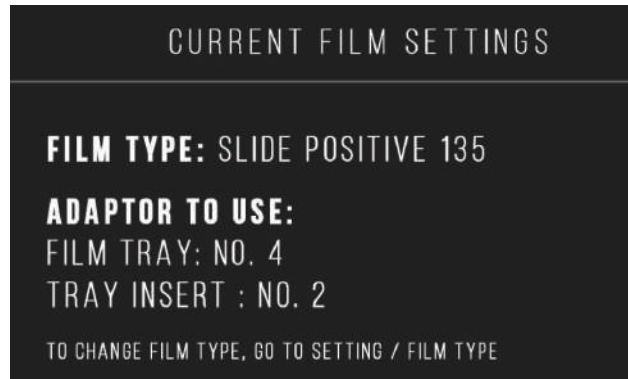 CURRENT FILM SETTINGS
FILM TYPE: SLIDE POSITIVE 135
ADAPTOR TO USE:
FILM TRAY: NO. 4
TRAY INSERT : NO. 2
TO CHANGE FILM TYPE, GO TO SETTING / FILM TYPE